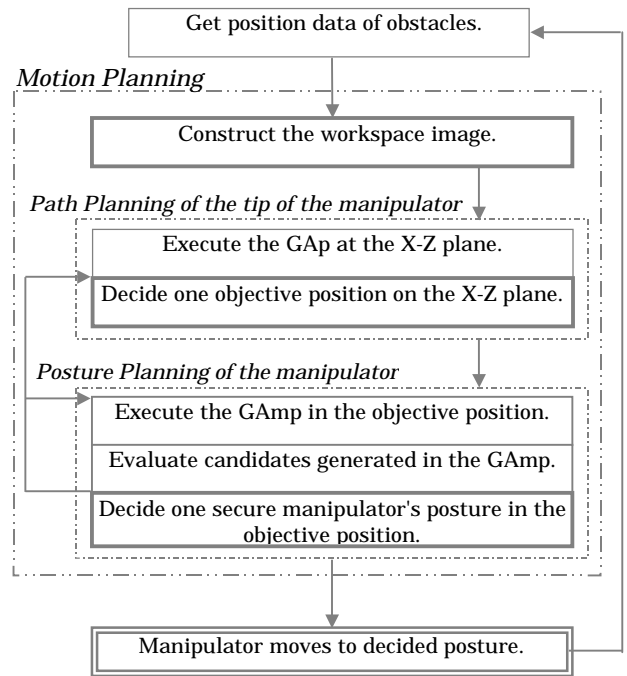 Get position data of obstacles.
Motion Planning
Construct the workspace image.
Path Planning of the tip of the manipulator
Execute the GAp at the X-Z plane.
Decide one objective position on the X-Z plane.
Posture Planning of the manipulator
Execute the GAmp in the objective position.
Evaluate candidates generated in the GAmp.
Decide one secure manipulator's posture in the
objective position.
Manipulator moves to decided posture.